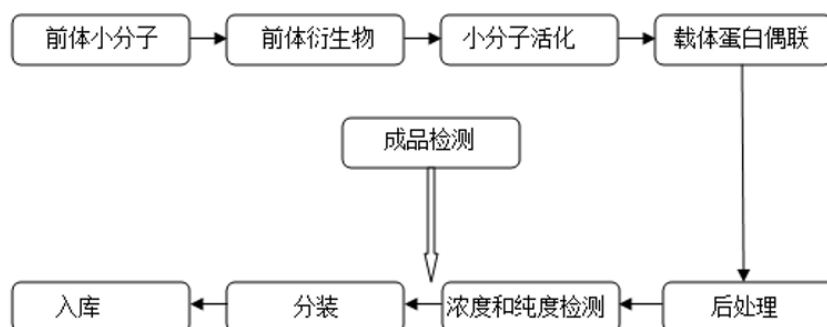 前体小分子
前体衍生物
小分子活化
载体蛋白偶联
成品检测
入库
分装
浓度和纯度检测
后处理